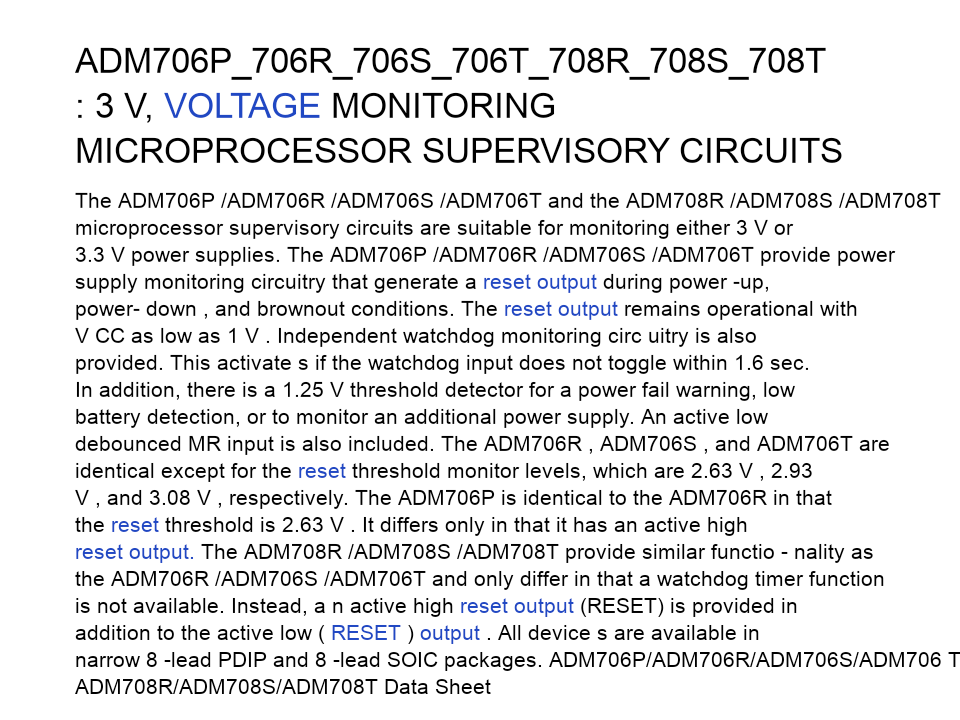 ADM706P_706R_706S_706T_708R_708S_708T
: 3 V, VOLTAGE MONITORING
MICROPROCESSOR SUPERVISORY CIRCUITS
The ADM706P /ADM706R /ADM706S /ADM706T and the ADM708R /ADM708S /ADM708T
microprocessor supervisory circuits are suitable for monitoring either 3 V or
3.3 V power supplies. The ADM706P /ADM706R /ADM706S /ADM706T provide power
supply monitoring circuitry that generate a reset output during power -up,
power- down , and brownout conditions. The reset output remains operational with
V CC as low as 1 V . Independent watchdog monitoring circ uitry is also
provided. This activate s if the watchdog input does not toggle within 1.6 sec.
In addition, there is a 1.25 V threshold detector for a power fail warning, low
battery detection, or to monitor an additional power supply. An active low
debounced MR input is also included. The ADM706R , ADM706S , and ADM706T are
identical except for the reset threshold monitor levels, which are 2.63 V , 2.93
V , and 3.08 V , respectively. The ADM706P is identical to the ADM706R in that
the reset threshold is 2.63 V . It differs only in that it has an active high
reset output. The ADM708R /ADM708S /ADM708T provide similar functio - nality as
the ADM706R /ADM706S /ADM706T and only differ in that a watchdog timer function
is not available. Instead, a n active high reset output (RESET) is provided in
addition to the active low ( RESET ) output . All device s are available in
narrow 8 -lead PDIP and 8 -lead SOIC packages. ADM706P/ADM706R/ADM706S/ADM706 T
ADM708R/ADM708S/ADM708T Data Sheet